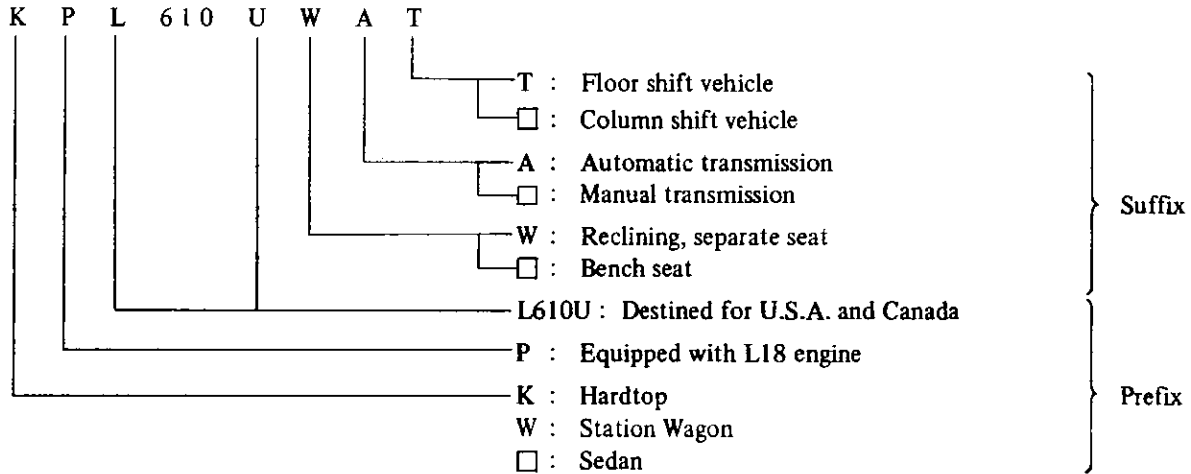 K P L 610 U W A T
T : Floor shift vehicle
□ : Column shift vehicle
A : Automatic transmission
□ : Manual transmission
Suffix
W : Reclining, separate seat
□ : Bench seat
L610U : Destined for U.S.A. and Canada
P : Equipped with L18 engine
K : Hardtop
Prefix
W : Station Wagon
□ : Sedan